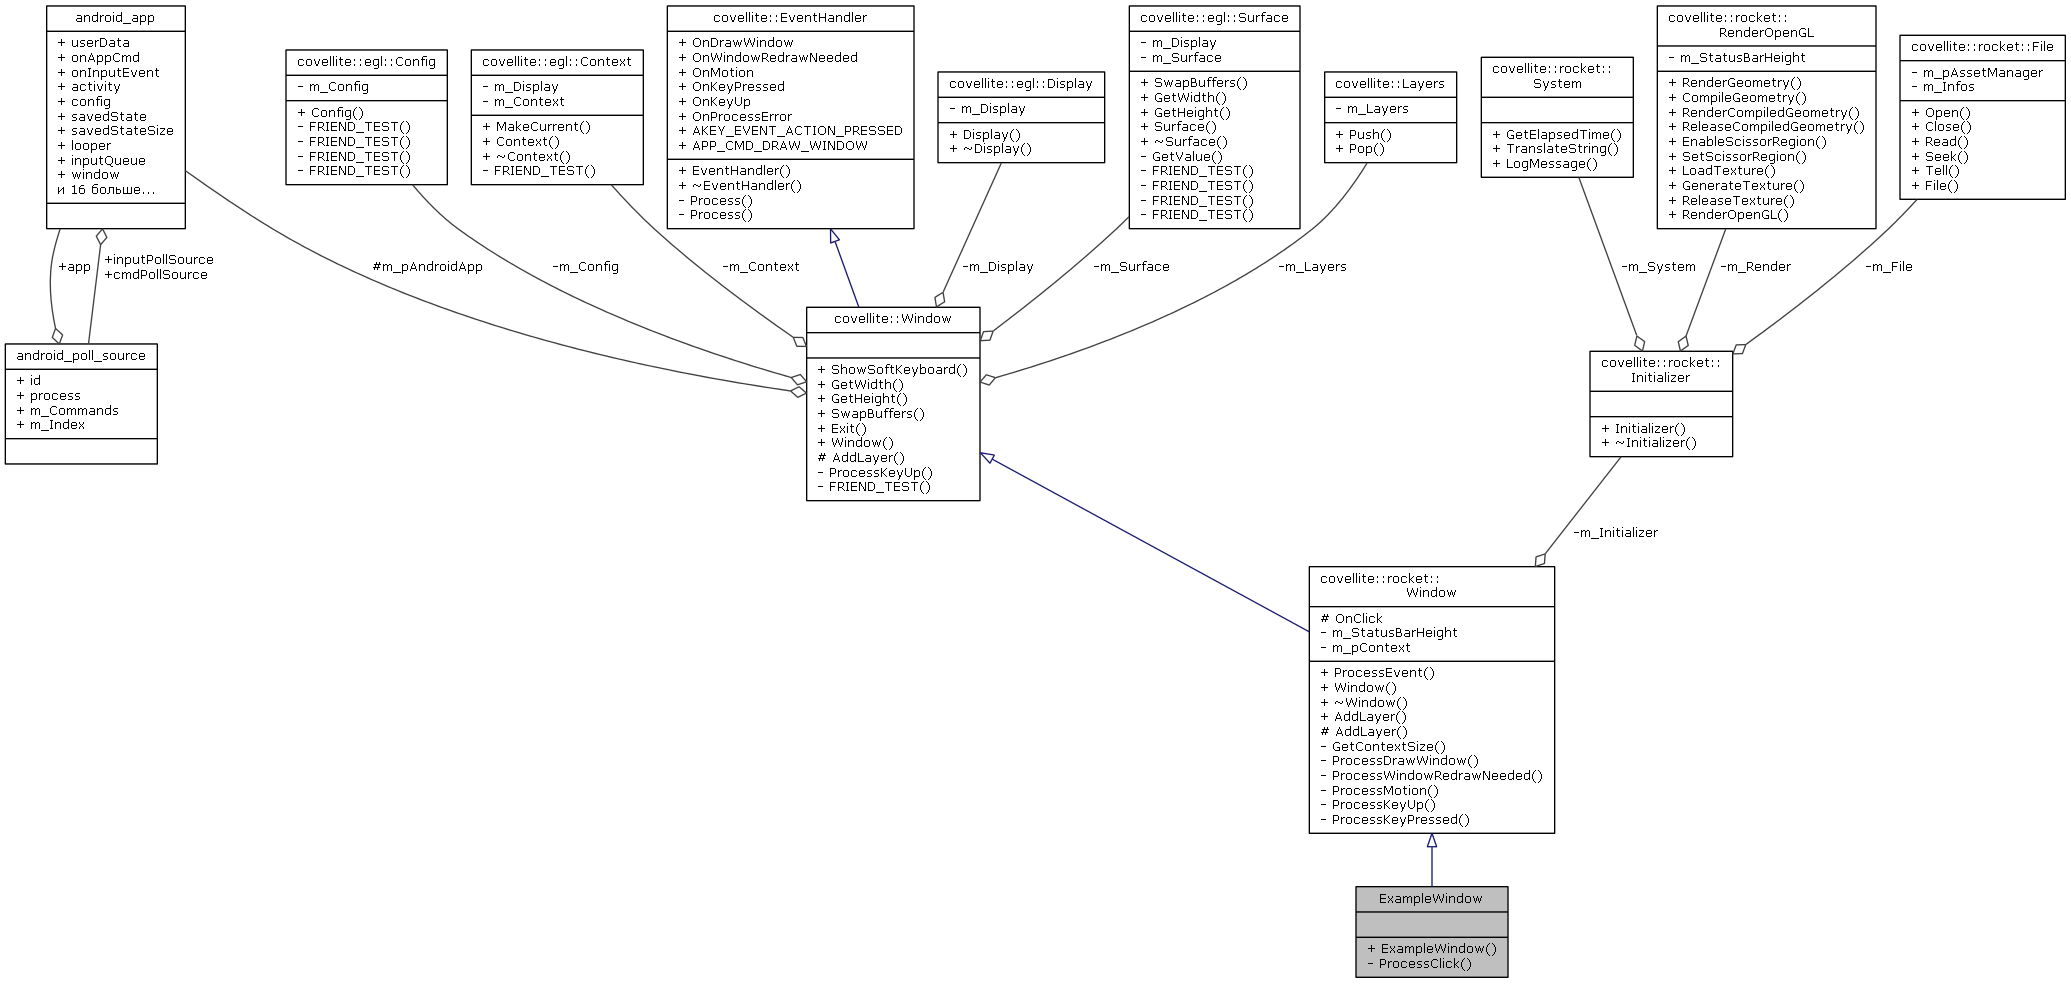 android_app
+ userData
+ onAppCmd
+ onInputEvent
+ activity
+ config
+ savedState
+ savedStateSize
+ looper
+ inputQueue
+ window
и 16 больше...
covellite::egl::Config
- m_Config
+ Config()
- FRIEND_TEST()
- FRIEND_TEST()
- FRIEND_TEST()
- FRIEND_TEST()
covellite::egl::Context
- m_Display
- m_Context
+ MakeCurrent()
+ Context()
+ ~Context()
- FRIEND_TEST()
covellite::EventHandler
+ OnDrawWindow
+ OnWindowRedrawNeeded
+ OnMotion
+ OnKeyPressed
+ OnKeyUp
+ OnProcessError
+ AKEY_EVENT_ACTION_PRESSED
+ APP_CMD_DRAW_WINDOW
+ EventHandler()
+ ~EventHandler()
- Process()
- Process()
covellite::egl::Display
- m_Display
+ Display()
+ ~Display()
covellite::egl::Surface
- m_Display
- m_Surface
+ SwapBuffers()
+ GetWidth()
+ GetHeight()
+ Surface()
+ ~Surface()
- GetValue()
- FRIEND_TEST()
- FRIEND_TEST()
- FRIEND_TEST()
- FRIEND_TEST()
covellite::Layers
- m_Layers
+ Push()
+ Pop()
covellite::rocket::
System
+ GetElapsedTime()
+ TranslateString()
+ LogMessage()
covellite::rocket::
RenderOpenGL
- m_StatusBarHeight
+ RenderGeometry()
+ CompileGeometry()
+ RenderCompiledGeometry()
+ ReleaseCompiledGeometry()
+ EnableScissorRegion()
+ SetScissorRegion()
+ LoadTexture()
+ GenerateTexture()
+ ReleaseTexture()
+ RenderOpenGL()
covellite::rocket::File
- m_pAssetManager
- m_Infos
+ Open()
+ Close()
+ Read()
+ Seek()
+ Tell()
+ File()
+app
+inputPollSource
+cmdPollSource
#m_pAndroidApp
-m_Config
-m_Context
-m_Display
-m_Surface
-m_Layers
-m_System
-m_Render
-m_File
android_poll_source
+ id
+ process
+ m_Commands
+ m_Index
covellite::Window
+ ShowSoftKeyboard()
+ GetWidth()
+ GetHeight()
+ SwapBuffers()
+ Exit()
+ Window()
# AddLayer()
- ProcessKeyUp()
- FRIEND_TEST()
covellite::rocket::
Initializer
+ Initializer()
+ ~Initializer()
-m_Initializer
covellite::rocket::
Window
# OnClick
- m_StatusBarHeight
- m_pContext
+ ProcessEvent()
+ Window()
+ ~Window()
+ AddLayer()
# AddLayer()
- GetContextSize()
- ProcessDrawWindow()
- ProcessWindowRedrawNeeded()
- ProcessMotion()
- ProcessKeyUp()
- ProcessKeyPressed()
ExampleWindow
+ ExampleWindow()
- ProcessClick()